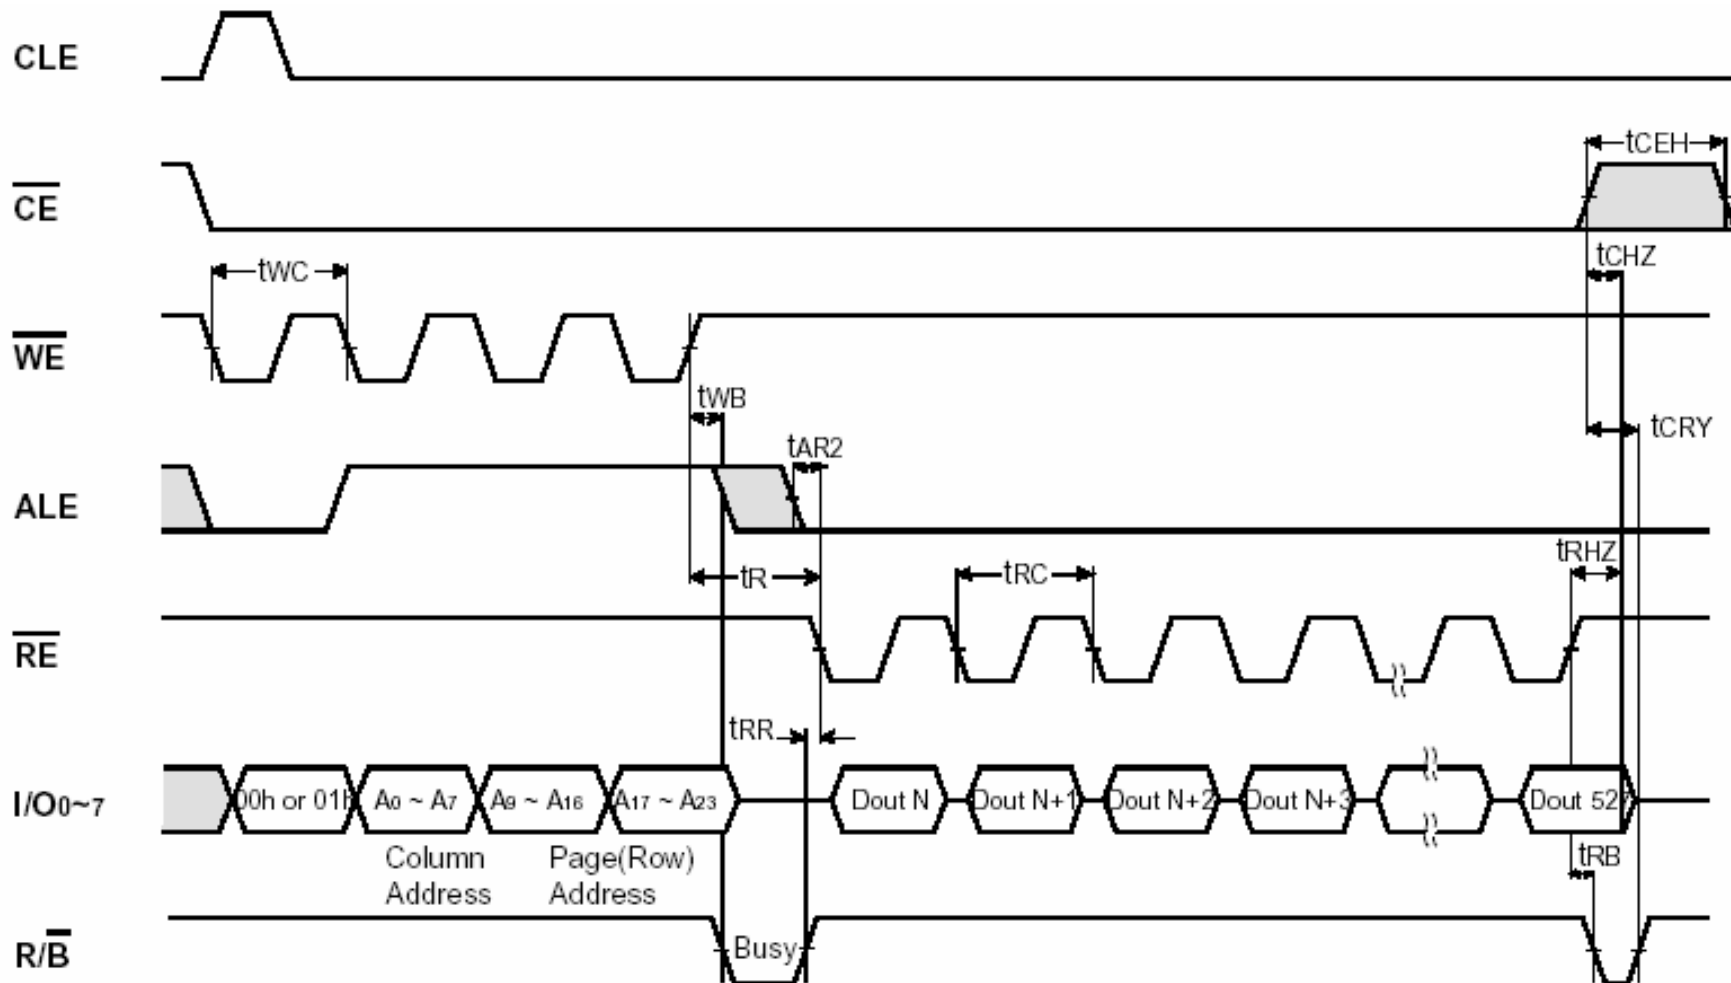 CLE
tCEH
CE
tCHZ
tWC
WE
tWB
tCRY
tAR2
ALE
tRHZ
tR
tRC
RE
tRR
I/O0~7
00h or 01h
A0 ~ A7
A9 ~ A16
A17 ~ A23
Dout N
Dout N+1
Dout N+2
Dout N+3
Dout 527
Column
Address
Page(Row)
Address
tRB
R/B
Busy